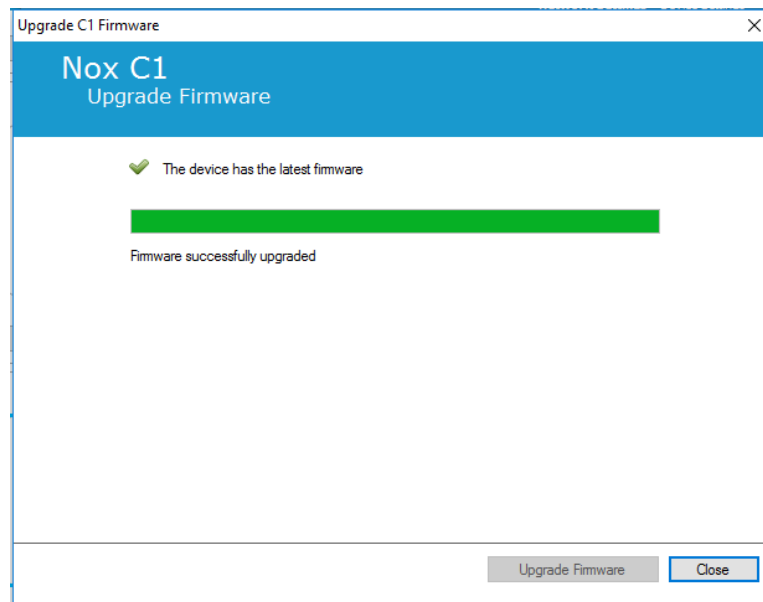 Upgrade C1 Firmware
Nox C1
Upgrade Firmware
The device has the latest firmware
Firmware successfully upgraded
Upgrade Firmware
Close